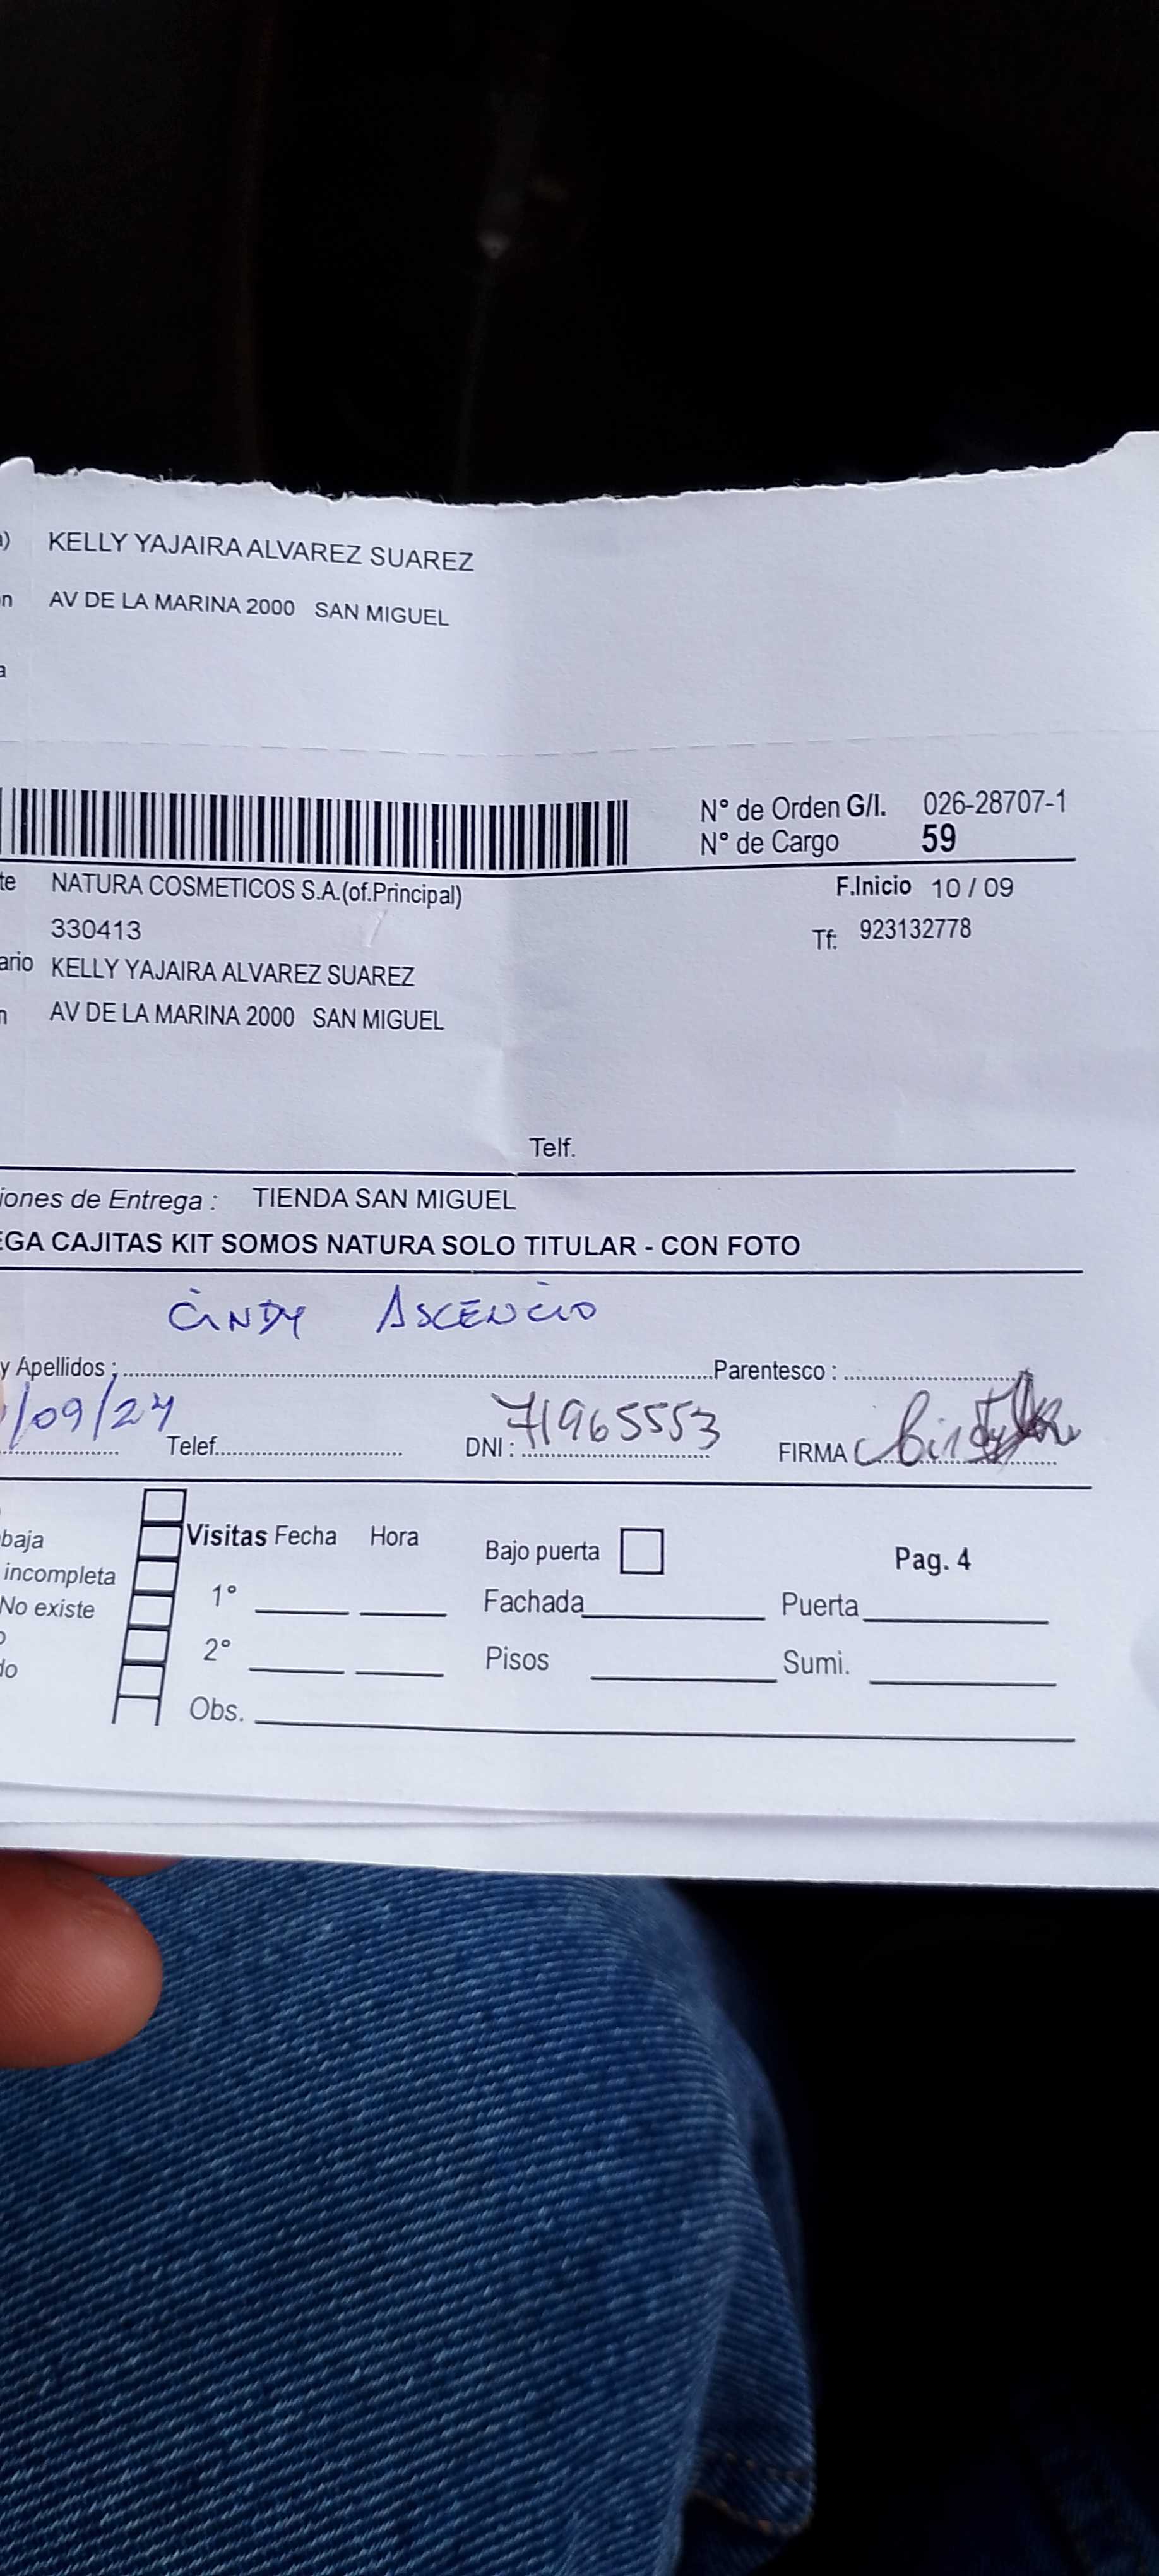 KELLY YAJAIRA ALVAREZ SUAREZ
AV DE LA MARINA 2000 SAN MIGUEL
N° de Orden G/I. 026-28707-1
N° de Cargo 59
NATURA COSMETICOS S.A.(of.Principal) F.Inicio 10 / 09
330413 Tf: 923132778
KELLY YAJAIRA ALVAREZ SUAREZ
AV DE LA MARINA 2000 SAN MIGUEL
Telf.
iones de Entrega : TIENDA SAN MIGUEL
EGA CAJITAS KIT SOMOS NATURA SOLO TITULAR - CON FOTO
CINDY ASCENCIO
y Apellidos : Parentesco :
/09/24 Telef. DNI : 71965553 FIRMA
Visitas Fecha Hora Bajo puerta Pag. 4
baja
incompleta
No existe
1° Fachada Puerta
2° Pisos Sumi.
Obs.